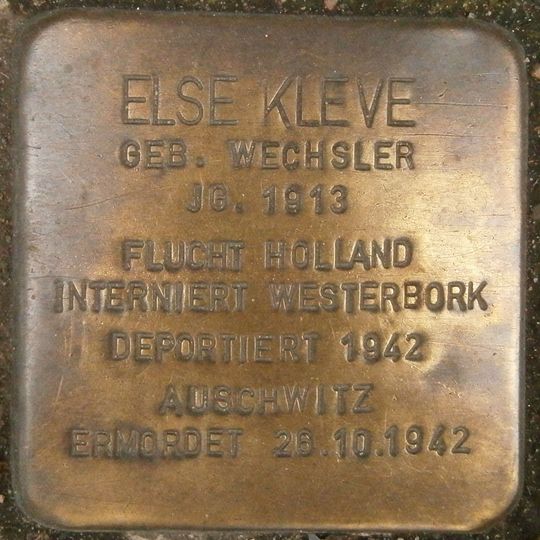 ELSE KLEVE
GEB. WECHSLER
JG. 1913
FLUCHT HOLLAND
INTERNIERT WESTERBORK
DEPORTIERT 1942
AUSCHWITZ
ERMORDET 26.10.1942